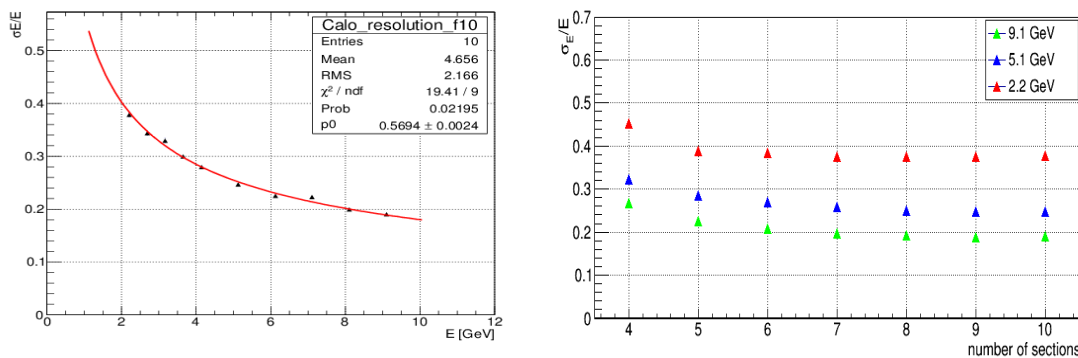 σE/E
Calo_resolution_f10
Entries 10
Mean 4.656
RMS 2.166
χ² / ndf 19.41 / 9
Prob 0.02195
p0 0.5694 ± 0.0024
0.5
0.4
0.3
0.2
0.1
0
0 2 4 6 8 10 12
E [GeV]
σ_E/E
0.7
0.6
0.5
0.4
0.3
0.2
0.1
0
9.1 GeV
5.1 GeV
2.2 GeV
4 5 6 7 8 9 10
number of sections